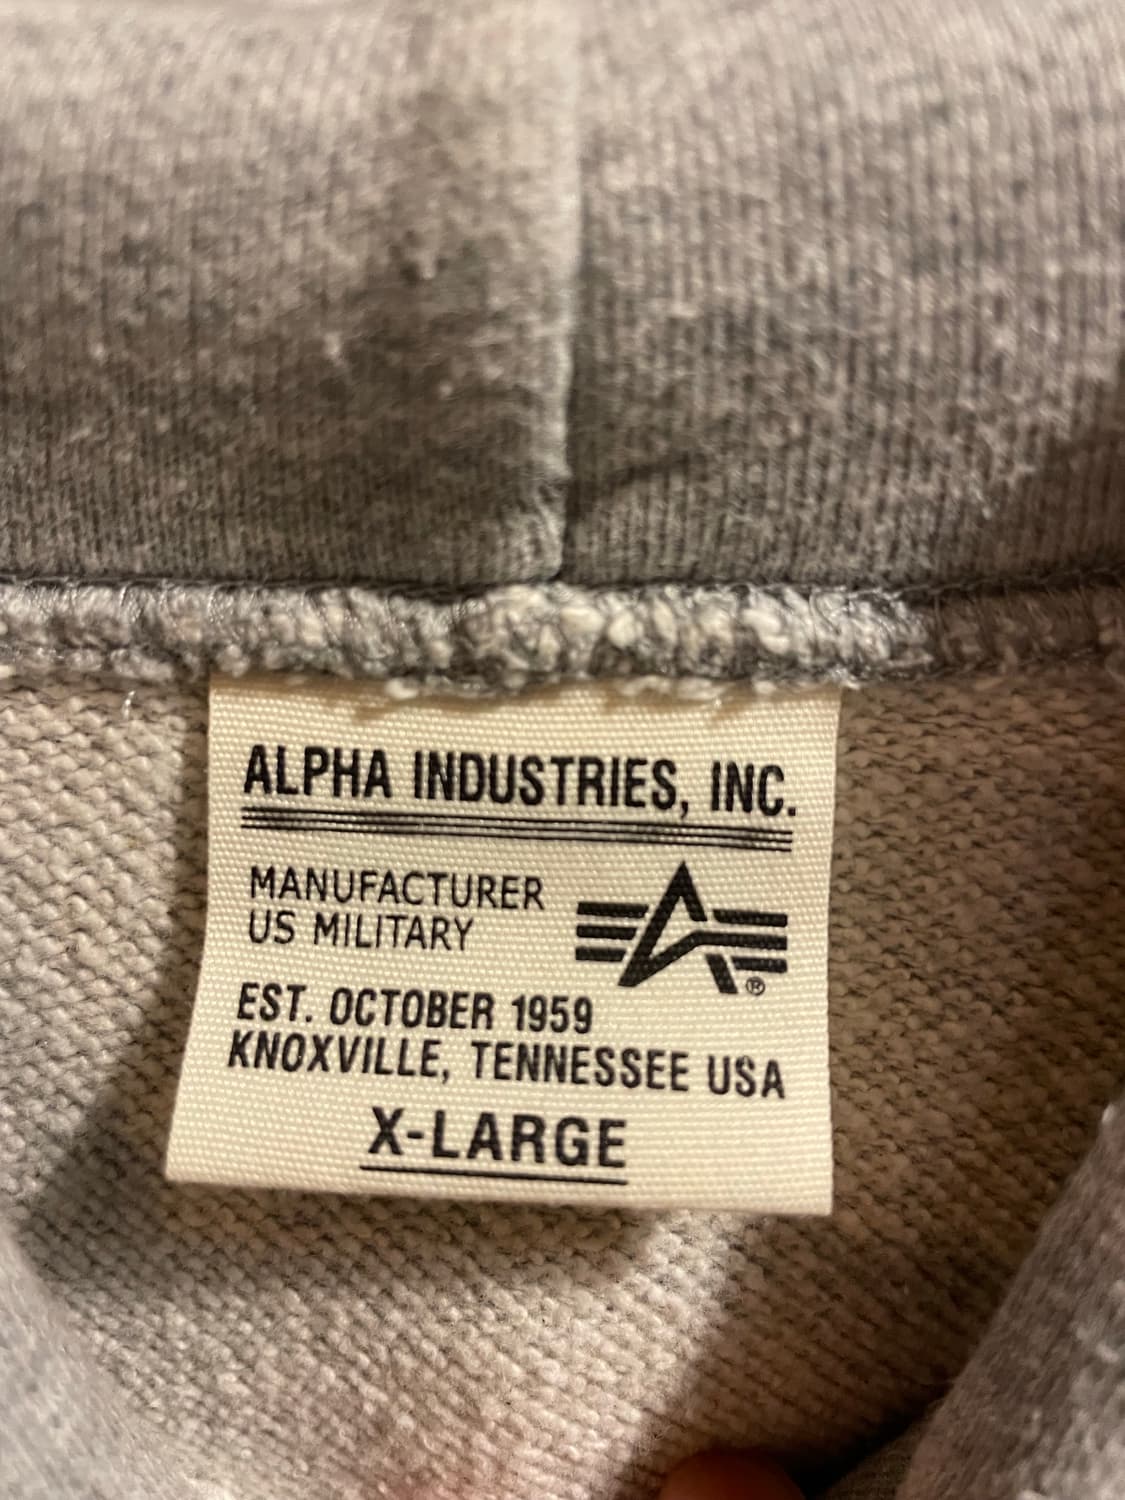 ALPHA INDUSTRIES, INC.
MANUFACTURER
US MILITARY
®
EST. OCTOBER 1959
KNOXVILLE, TENNESSEE USA
X-LARGE